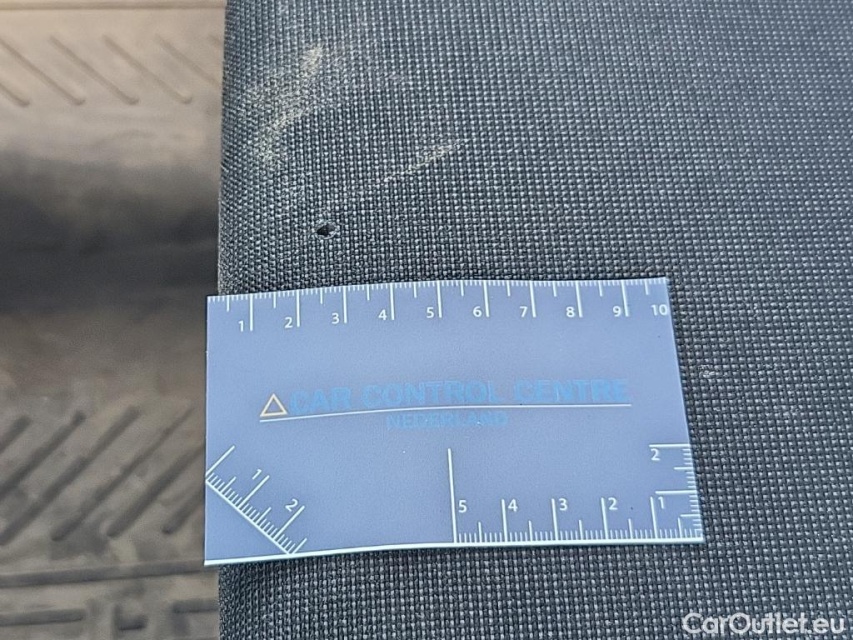 1 2 3 4 5 6 7 8 9 10
CAR CONTROL CENTRE
NEDERLAND
2
1 2
5 4 3 2 1
CarOutlet.eu